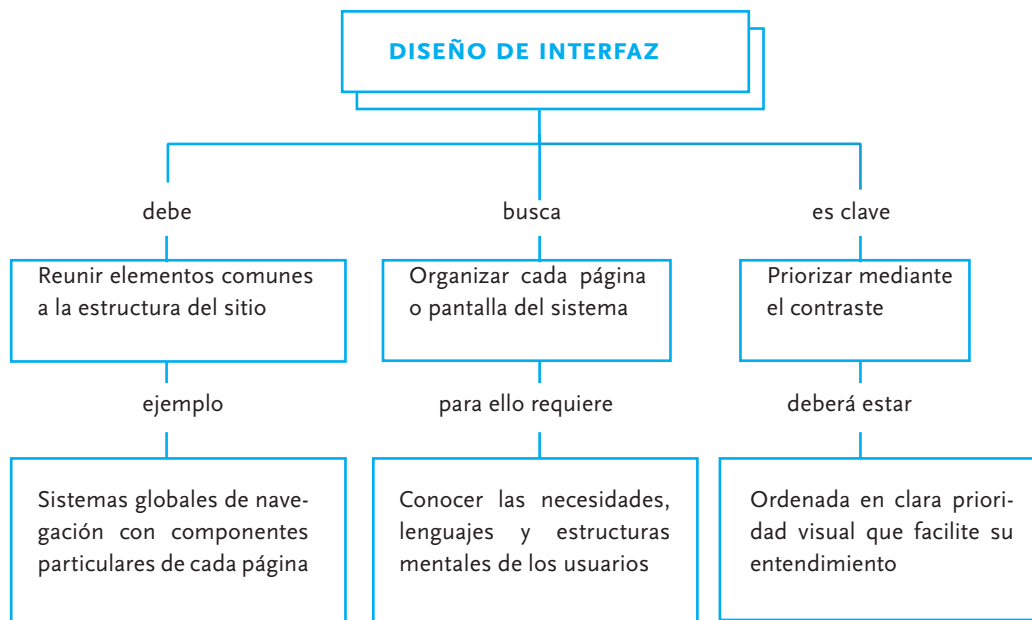 DISEÑO DE INTERFAZ
debe
busca
es clave
Reunir elementos comunes
a la estructura del sitio
Organizar cada página
o pantalla del sistema
Priorizar mediante
el contraste
ejemplo
para ello requiere
deberá estar
Sistemas globales de nave-
gación con componentes
particulares de cada página
Conocer las necesidades,
lenguajes y estructuras
mentales de los usuarios
Ordenada en clara priori-
dad visual que facilite su
entendimiento